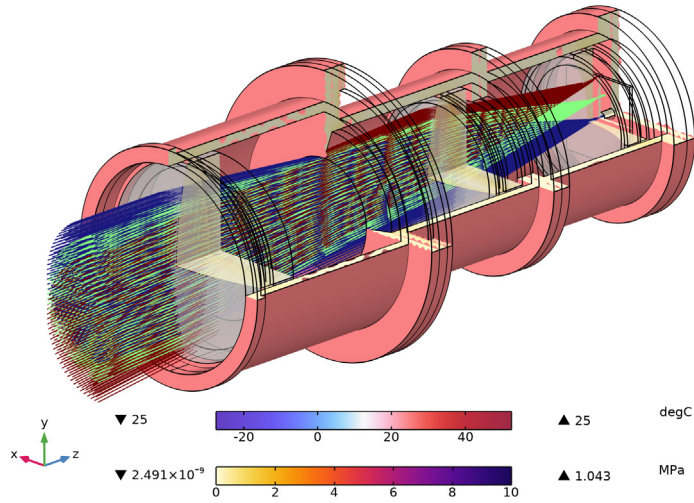 y
x z
▼ 25 ▲ 25 degC
-20 0 20 40
▼ 2.491×10⁻⁹ ▲ 1.043 MPa
0 2 4 6 8 10